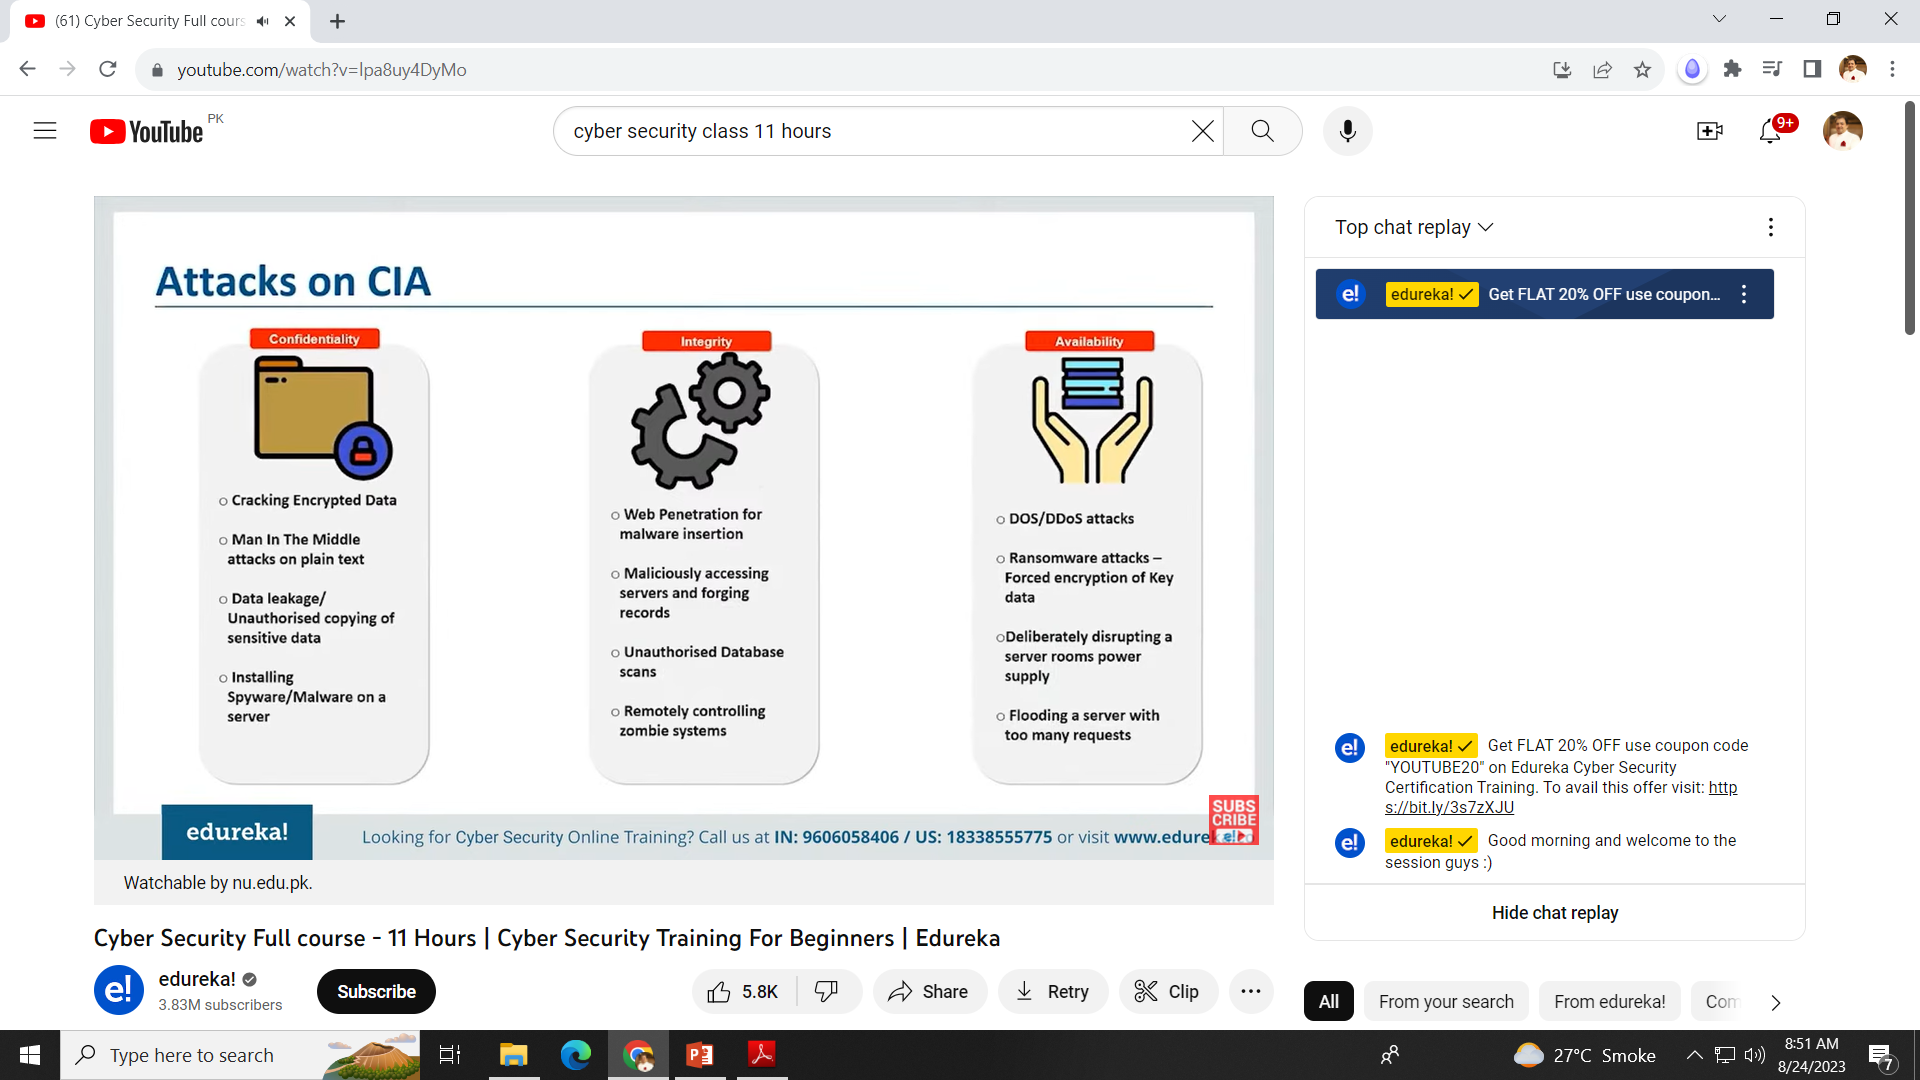 (61) Cyber Security Full cours
youtube.com/watch?v=lpa8uy4DyMo
YouTube PK
cyber security class 11 hours
9+
Attacks on CIA
Confidentiality
Cracking Encrypted Data
Man In The Middle
attacks on plain text
Data leakage/
Unauthorised copying of
sensitive data
Installing
Spyware/Malware on a
server
Integrity
Web Penetration for
malware insertion
Maliciously accessing
servers and forging
records
Unauthorised Database
scans
Remotely controlling
zombie systems
Availability
DOS/DDoS attacks
Ransomware attacks –
Forced encryption of Key
data
Deliberately disrupting a
server rooms power
supply
Flooding a server with
too many requests
edureka!
Looking for Cyber Security Online Training? Call us at IN: 9606058406 / US: 18338555775 or visit www.edure
SUBS
CRIBE
e!
Watchable by nu.edu.pk.
Top chat replay
e! edureka! Get FLAT 20% OFF use coupon...
e! edureka! Get FLAT 20% OFF use coupon code
"YOUTUBE20" on Edureka Cyber Security
Certification Training. To avail this offer visit: http
s://bit.ly/3s7zXJU
e! edureka! Good morning and welcome to the
session guys :)
Hide chat replay
Cyber Security Full course - 11 Hours | Cyber Security Training For Beginners | Edureka
e! edureka!
3.83M subscribers
Subscribe
5.8K
Share
Retry
Clip
All
From your search
From edureka!
Com
Type here to search
27°C Smoke
8:51 AM
8/24/2023
7